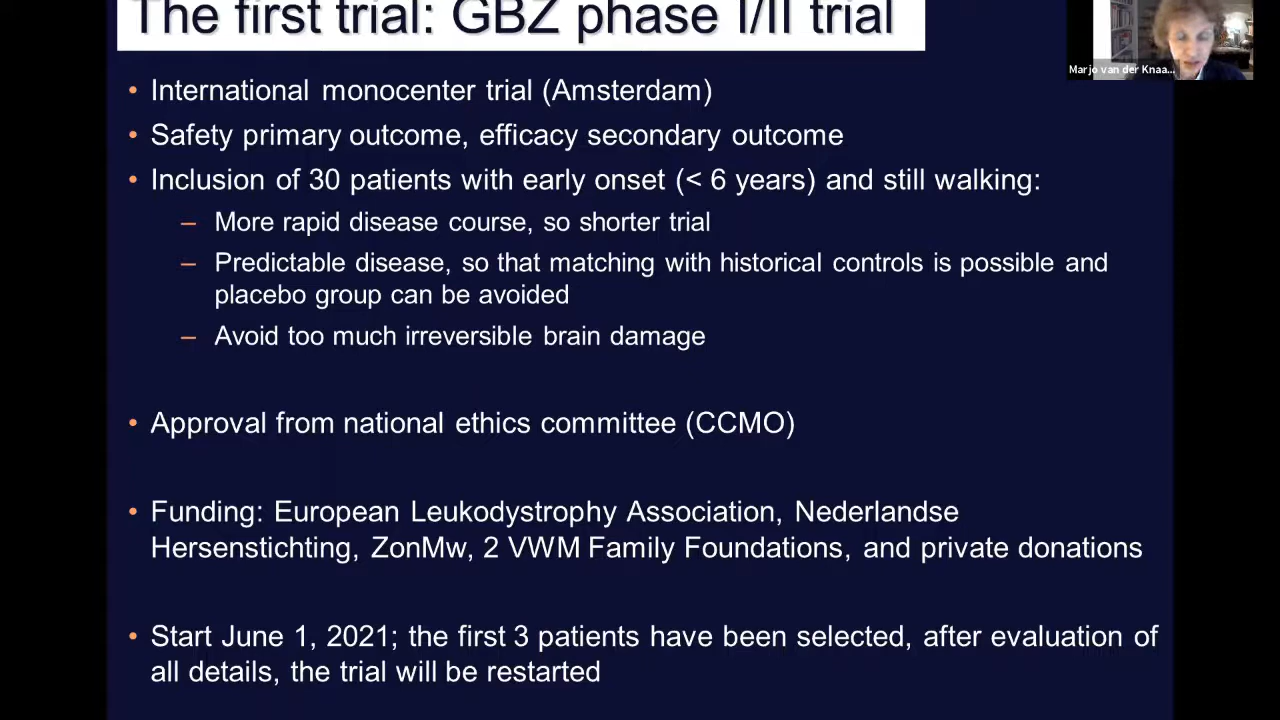 The first trial: GBZ phase I/II trial
Marjo van der Knaa...
• International monocenter trial (Amsterdam)
• Safety primary outcome, efficacy secondary outcome
• Inclusion of 30 patients with early onset (< 6 years) and still walking:
– More rapid disease course, so shorter trial
– Predictable disease, so that matching with historical controls is possible and
placebo group can be avoided
– Avoid too much irreversible brain damage
• Approval from national ethics committee (CCMO)
• Funding: European Leukodystrophy Association, Nederlandse
Hersenstichting, ZonMw, 2 VWM Family Foundations, and private donations
• Start June 1, 2021; the first 3 patients have been selected, after evaluation of
all details, the trial will be restarted